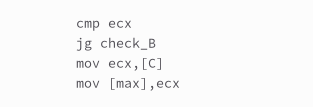 cmp ecx
jg check_B
mov ecx,[C]
mov [max],ecx